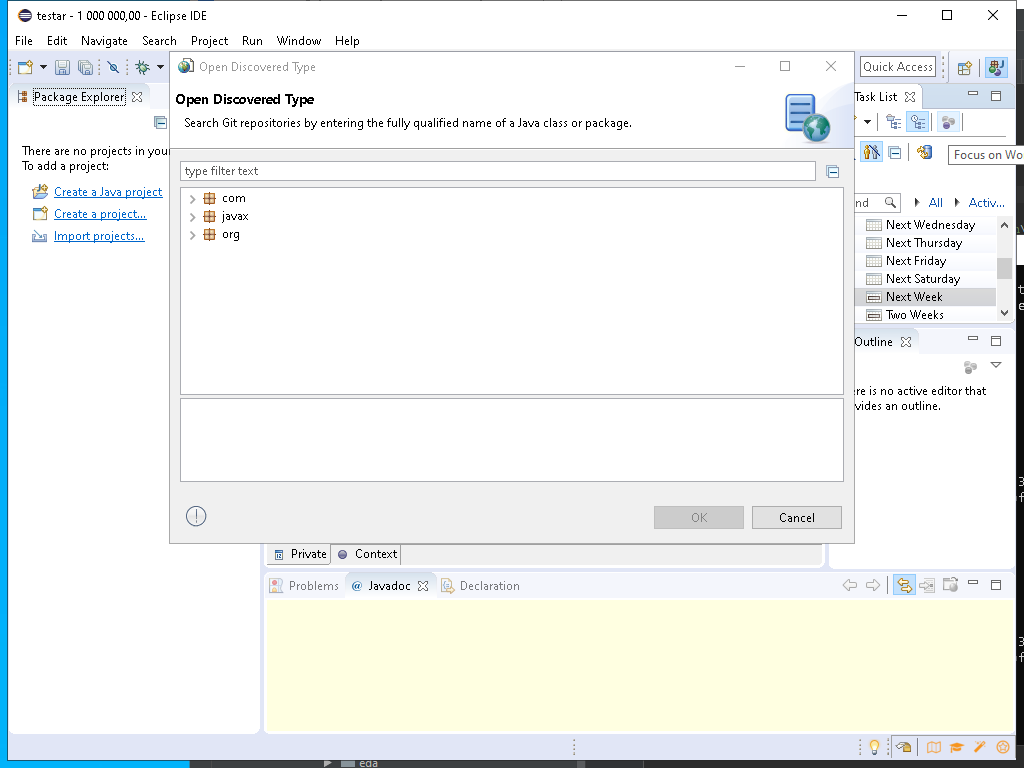 testar - 1 000 000,00 - Eclipse IDE
File Edit Navigate Search Project Run Window Help
Quick Access
Package Explorer
There are no projects in your
To add a project:
Create a Java project
Create a project...
Import projects...
Open Discovered Type
Open Discovered Type
Search Git repositories by entering the fully qualified name of a Java class or package.
type filter text
com
javax
org
OK
Cancel
Task List
Focus on Wo
All
Activ...
Next Wednesday
Next Thursday
Next Friday
Next Saturday
Next Week
Two Weeks
Outline
is no active editor that
an outline.
Private
Context
Problems
@ Javadoc
Declaration
eda